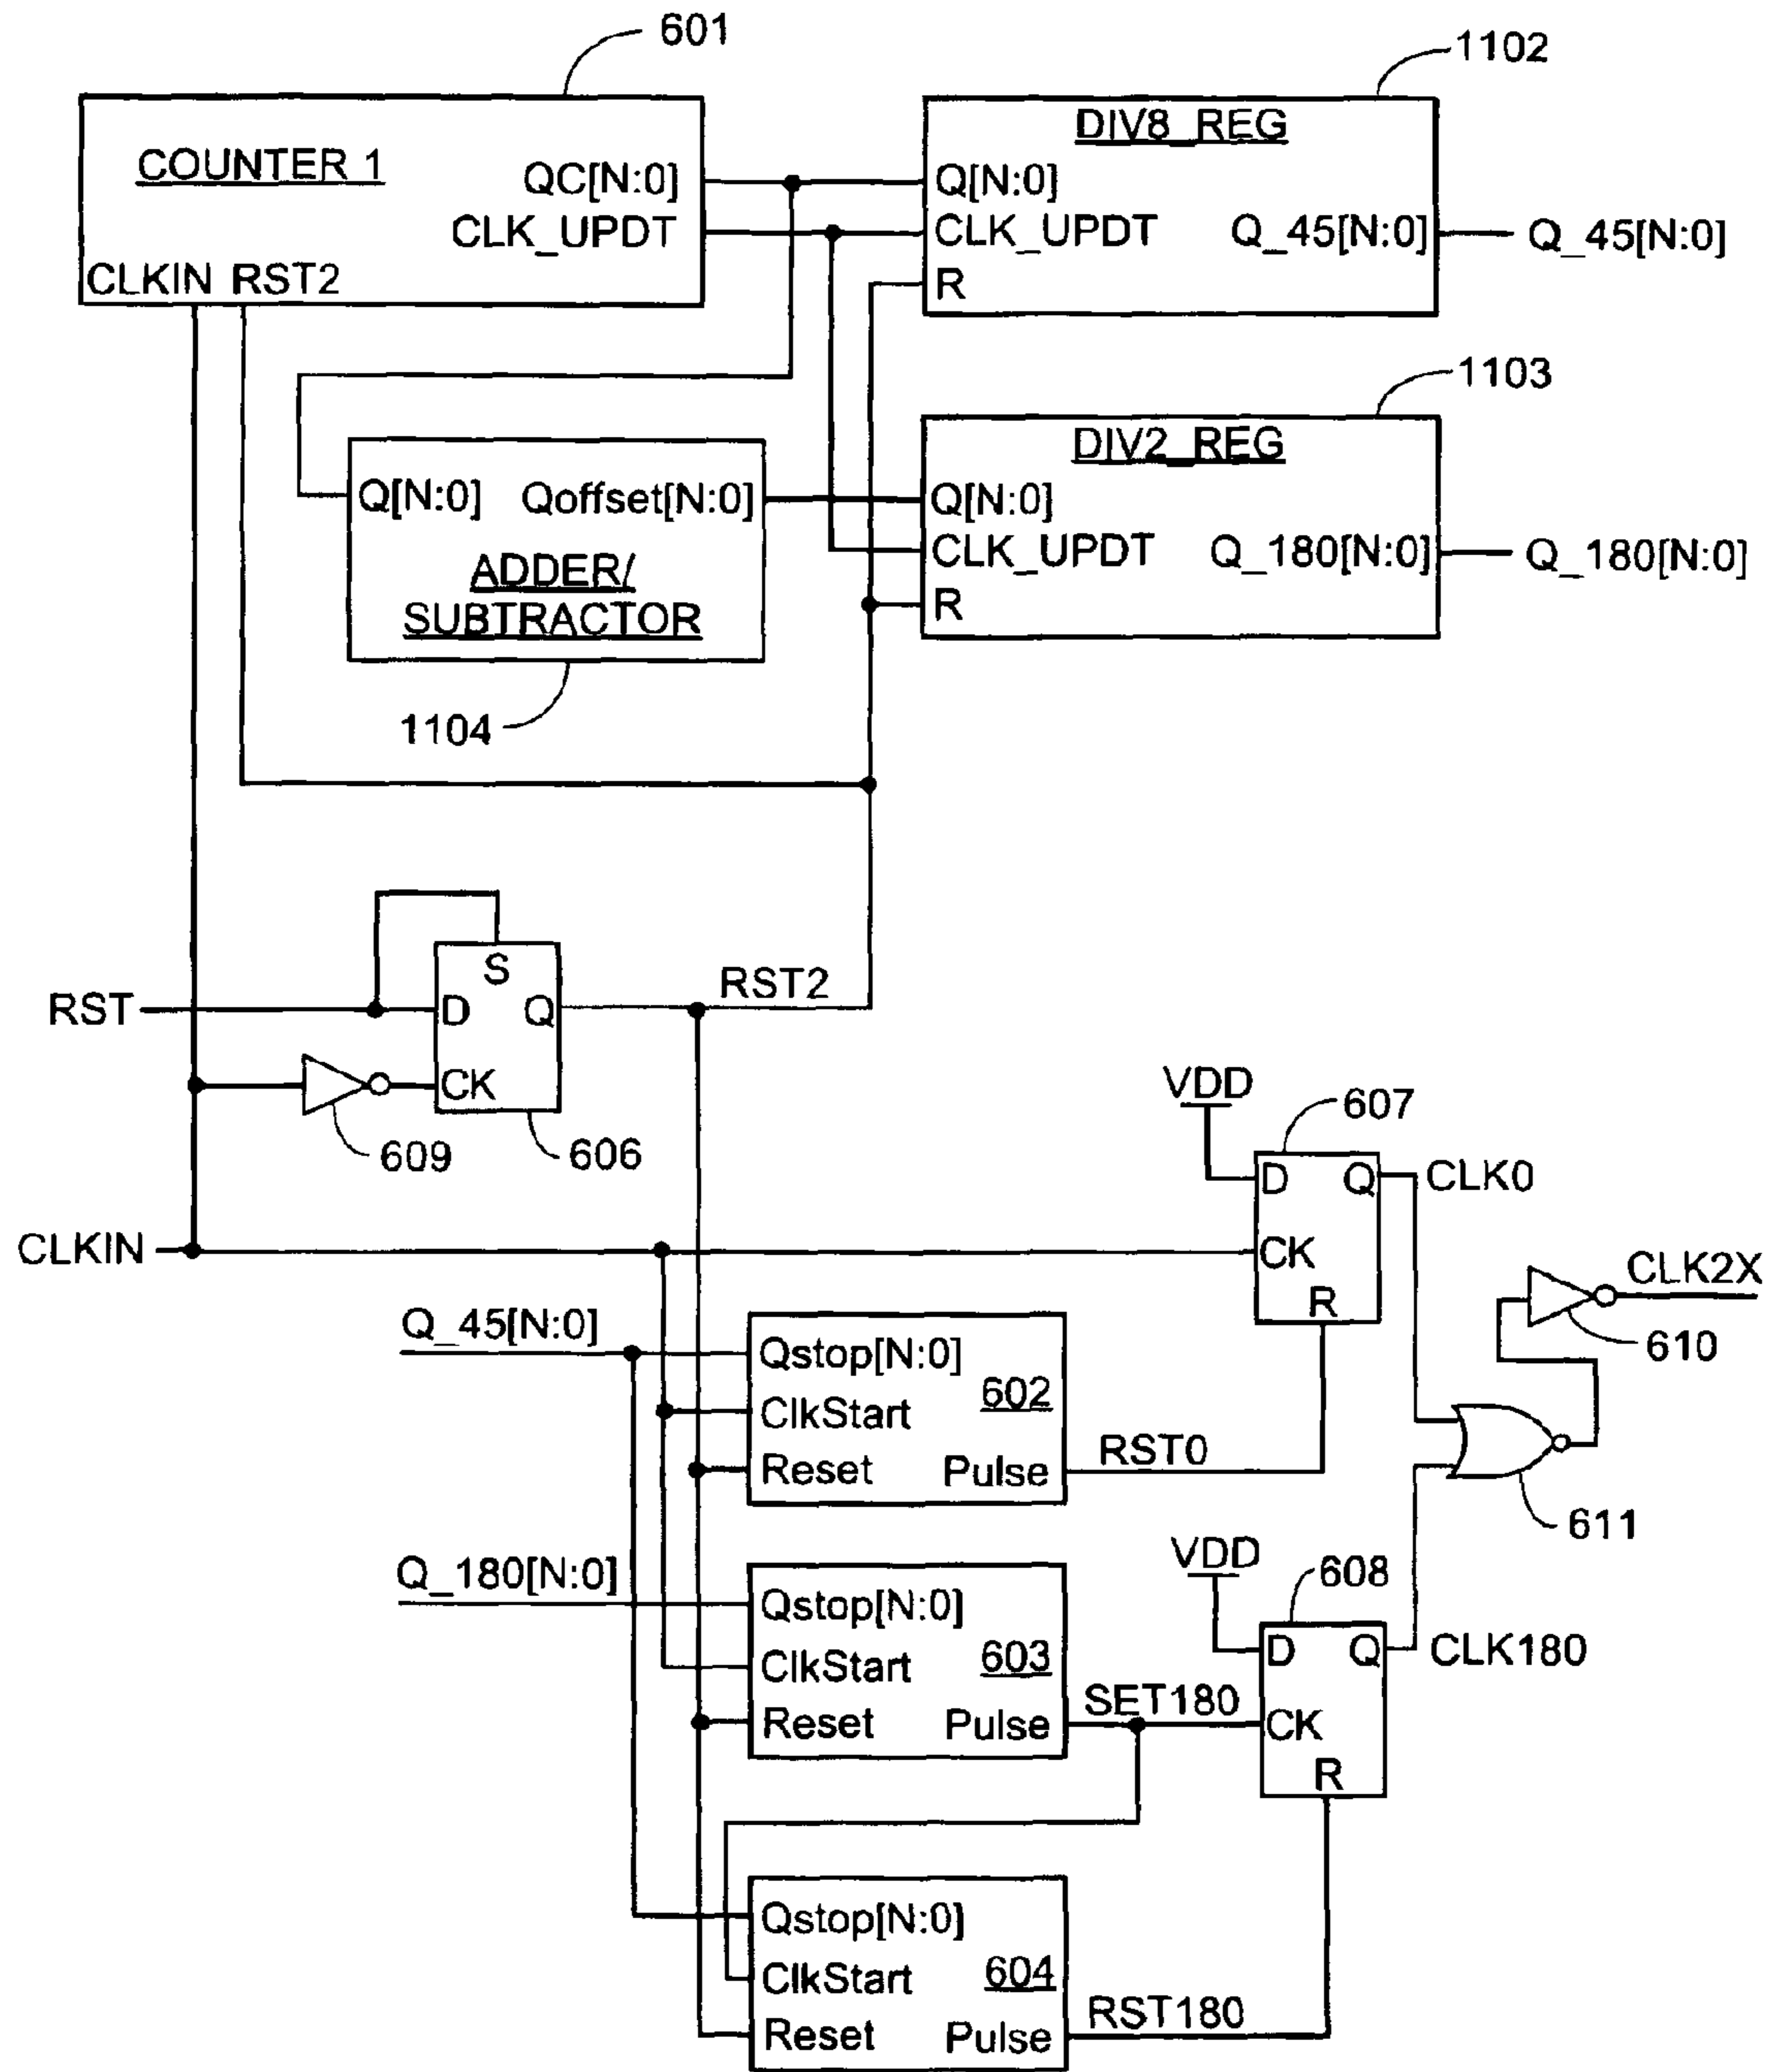 601
COUNTER 1
QC[N:0]
CLK_UPDT
CLKIN RST2
1102
DIV8_REG
Q[N:0]
CLK_UPDT
R
Q_45[N:0]
Q_45[N:0]
1103
DIV2_REG
Q[N:0]
CLK_UPDT
R
Q_180[N:0]
Q_180[N:0]
Q[N:0] Qoffset[N:0]
ADDER/
SUBTRACTOR
1104
RST
S
D Q
CK
RST2
609
606
CLKIN
VDD
607
D Q
CK
R
CLK0
CLK2X
610
Q_45[N:0]
Qstop[N:0]
602
ClkStart
Reset Pulse
RST0
611
Q_180[N:0]
Qstop[N:0]
603
ClkStart
Reset Pulse
SET180
VDD
608
D Q
CK
R
CLK180
Qstop[N:0]
604
ClkStart
Reset Pulse
RST180